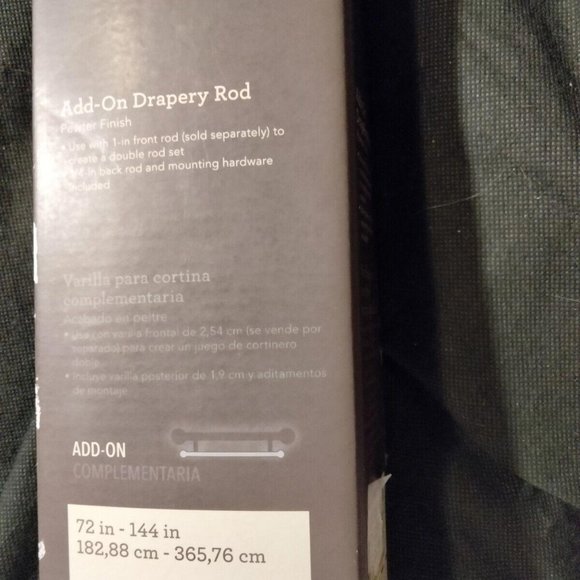 Add-On Drapery Rod
Pewter Finish
• Use with 1-in front rod (sold separately) to
create a double rod set
• 3/4-in back rod and mounting hardware
included
Varilla para cortina
complementaria
Acabado en peltre
• Use con varilla frontal de 2,54 cm (se vende por
separado) para crear un juego de cortinero
doble
• Incluye varilla posterior de 1,9 cm y aditamentos
de montaje
ADD-ON
COMPLEMENTARIA
72 in - 144 in
182,88 cm - 365,76 cm